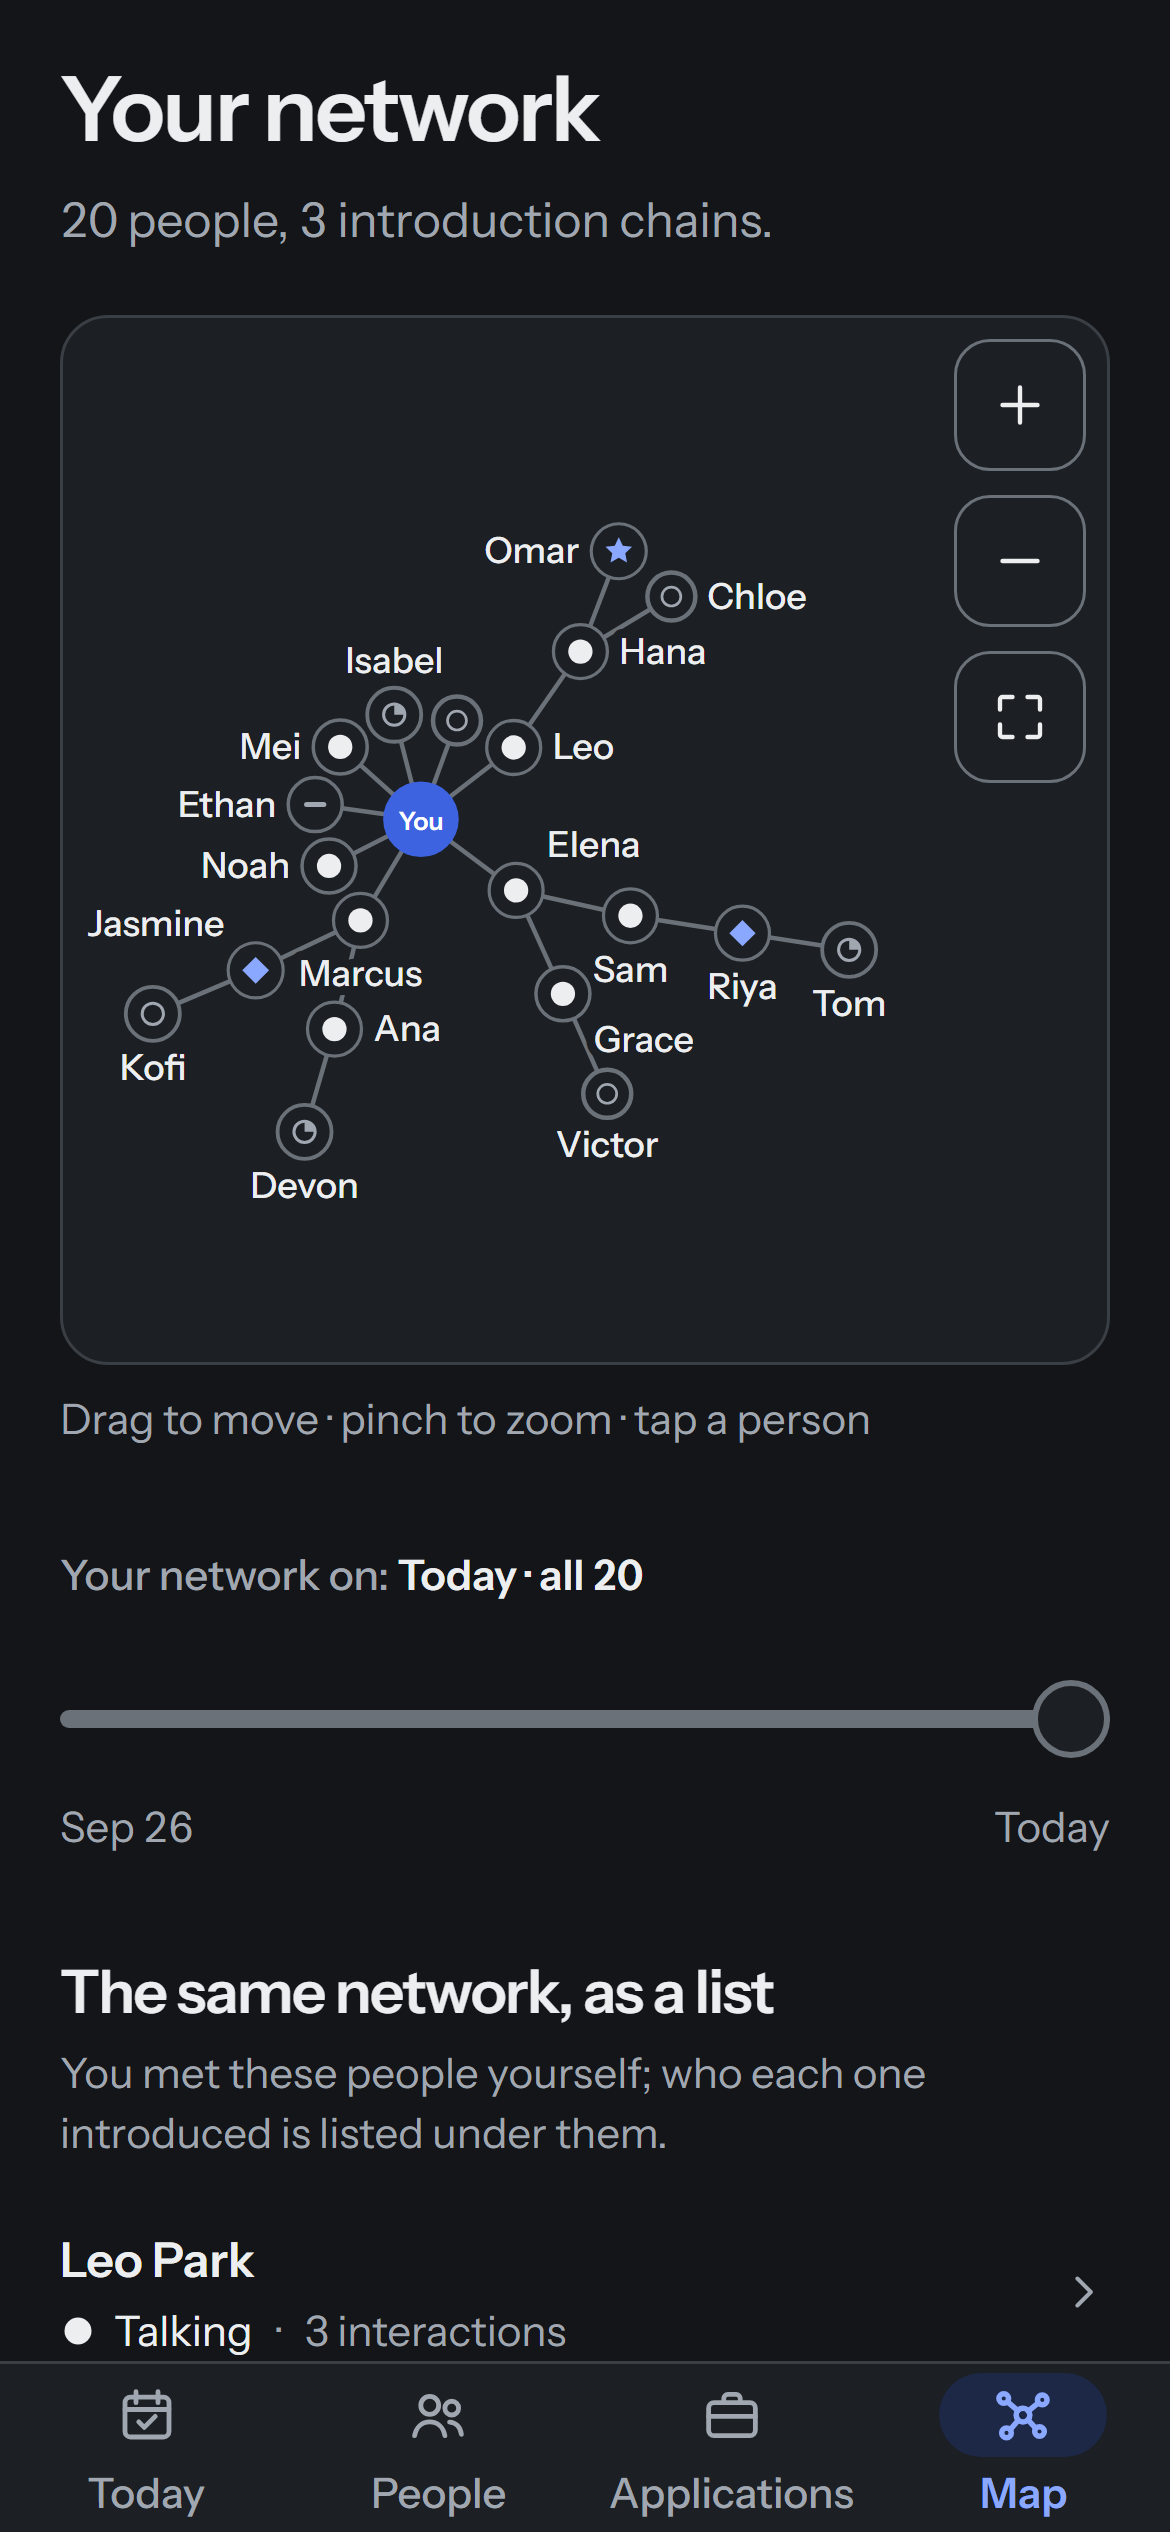 Your network
20 people, 3 introduction chains.
Omar
Chloe
Hana
Isabel
Mei
Leo
Ethan
You
Elena
Noah
Jasmine
Marcus
Sam
Riya
Tom
Ana
Grace
Kofi
Victor
Devon
Drag to move · pinch to zoom · tap a person
Your network on: Today · all 20
Sep 26
Today
The same network, as a list
You met these people yourself; who each one
introduced is listed under them.
Leo Park
Talking · 3 interactions
Today
People
Applications
Map